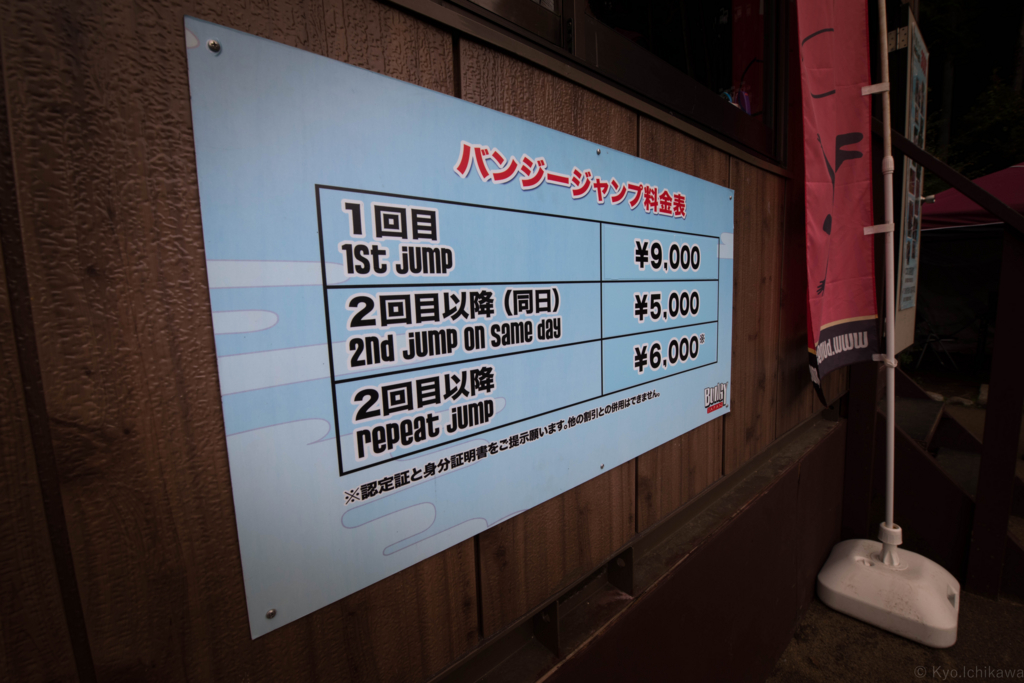 バンジージャンプ料金表
1回目
1st Jump
¥9,000
2回目以降（同日）
2nd Jump on same day
¥5,000
2回目以降
repeat Jump
¥6,000※
※認定証と身分証明書をご提示願います。他の割引との併用はできません。
BUNGY
www.
© Kyo.Ichikawa